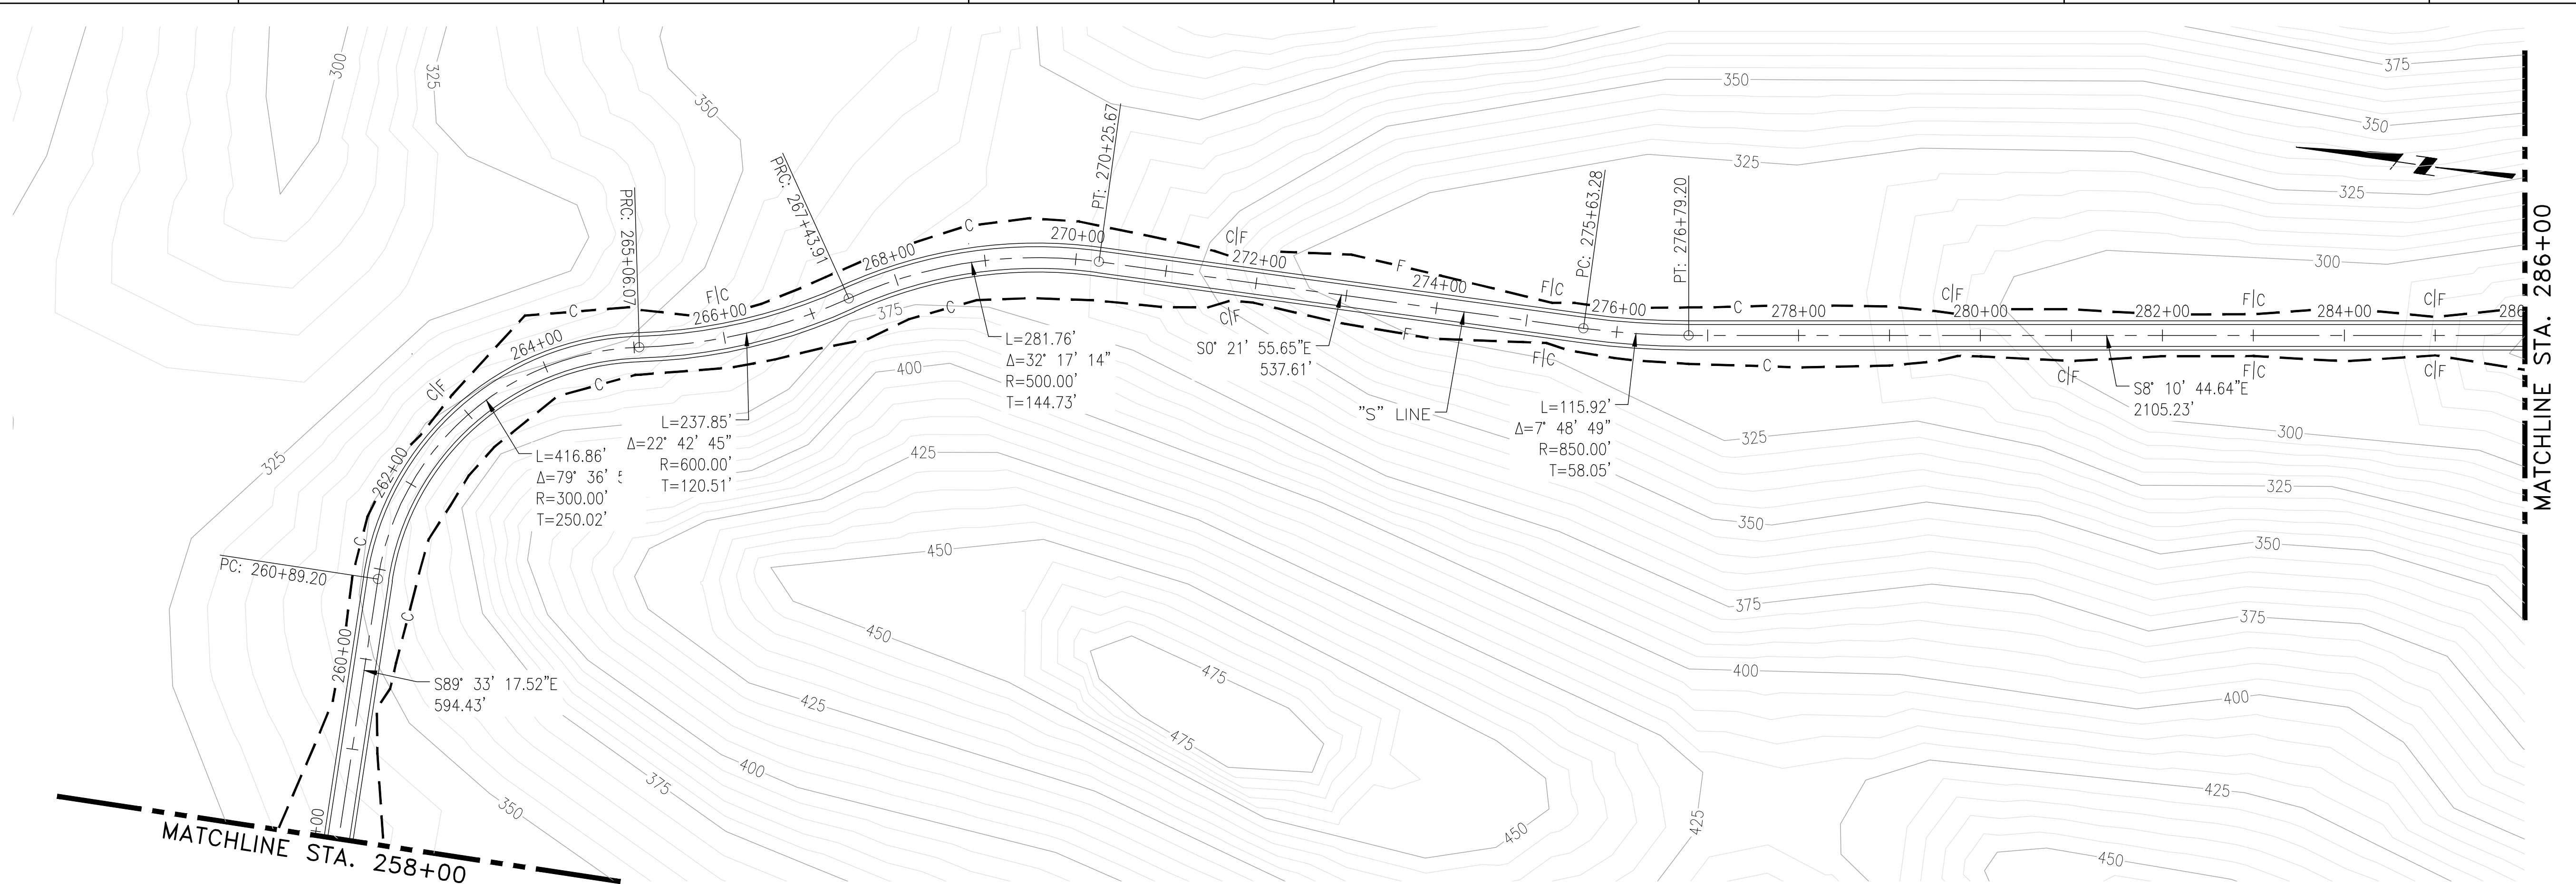 300
325
350
350
375
350
325
325
300
325
PRC: 265+06.07
PRC: 267+43.91
PT: 270+25.67
PC: 275+63.28
PT: 276+79.20
PC: 260+89.20
260+00
262+00
264+00
266+00
268+00
270+00
272+00
274+00
276+00
278+00
280+00
282+00
284+00
286
+00
C
C
C|F
C
F|C
C
C|F
F
F|C
C
C|F
F|C
C|F
C
C
C
C|F
F
F|C
C
C|F
F|C
C|F
S89° 33' 17.52"E
594.43'
L=416.86'
Δ=79° 36' 5
R=300.00'
T=250.02'
L=237.85'
Δ=22° 42' 45"
R=600.00'
T=120.51'
L=281.76'
Δ=32° 17' 14"
R=500.00'
T=144.73'
S0° 21' 55.65"E
537.61'
"S" LINE
L=115.92'
Δ=7° 48' 49"
R=850.00'
T=58.05'
S8° 10' 44.64"E
2105.23'
375
400
425
450
450
475
475
425
400
375
350
450
425
325
350
375
400
300
325
350
375
400
425
450
MATCHLINE STA. 258+00
MATCHLINE STA. 286+00